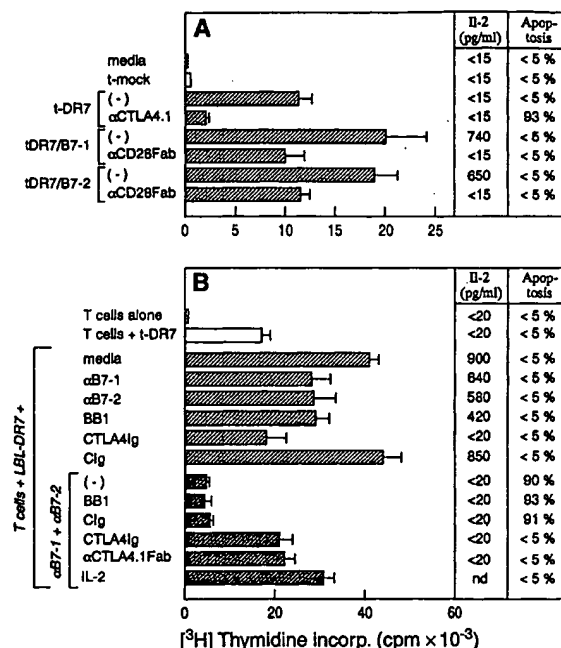 A
Il-2 (pg/ml)
Apop-tosis
media <15 < 5 %
t-mock <15 < 5 %
t-DR7
(-) <15 < 5 %
αCTLA4.1 <15 93 %
tDR7/B7-1
(-) 740 < 5 %
αCD28Fab <15 < 5 %
tDR7/B7-2
(-) 650 < 5 %
αCD28Fab <15 < 5 %
0 5 10 15 20 25
B
Il-2 (pg/ml)
Apop-tosis
T cells alone <20 < 5 %
T cells + t-DR7 <20 < 5 %
T cells + LBL-DR7 +
media 900 < 5 %
αB7-1 640 < 5 %
αB7-2 580 < 5 %
BB1 420 < 5 %
CTLA4Ig <20 < 5 %
CIg 850 < 5 %
αB7-1 + αB7-2
(-) <20 90 %
BB1 <20 93 %
CIg <20 91 %
CTLA4Ig <20 < 5 %
αCTLA4.1Fab <20 < 5 %
IL-2 nd < 5 %
0 20 40 60
[³H] Thymidine incorp. (cpm × 10⁻³)